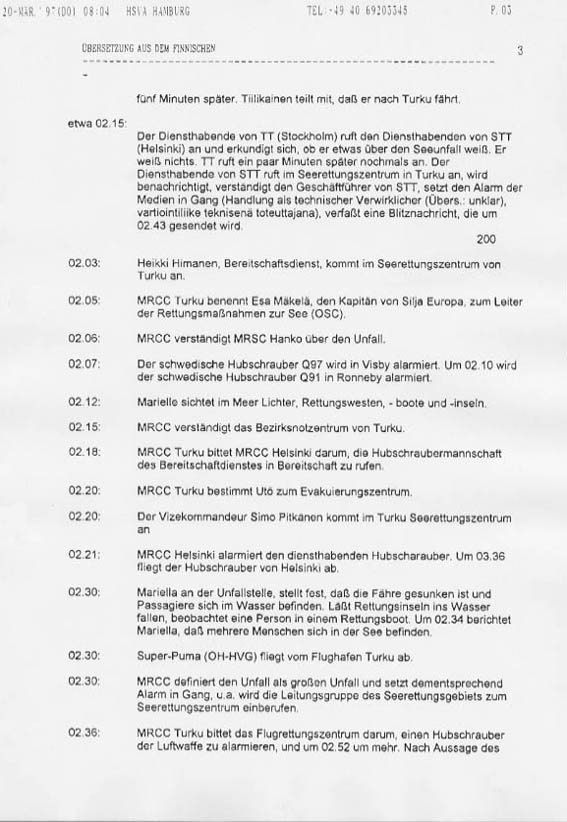 20-MÄR. '97(DO) 08:04 HSVA HAMBURG TEL:+49 40 69203345 P. 03
ÜBERSETZUNG AUS DEM FINNISCHEN 3
fünf Minuten später. Tiilikainen teilt mit, daß er nach Turku fährt.
etwa 02.15:
Der Diensthabende von TT (Stockholm) ruft den Diensthabenden von STT
(Helsinki) an und erkundigt sich, ob er etwas über den Seeunfall weiß. Er
weiß nichts. TT ruft ein paar Minuten später nochmals an. Der
Diensthabende von STT ruft im Seerettungszentrum in Turku an, wird
benachrichtigt, verständigt den Geschäftführer von STT, setzt den Alarm der
Medien in Gang (Handlung als technischer Verwirklicher (Übers.: unklar),
vartiointiliike teknisenä toteuttajana), verfaßt eine Blitznachricht, die um
02.43 gesendet wird.
200
02.03: Heikki Himanen, Bereitschaftsdienst, kommt im Seerettungszentrum von
Turku an.
02.05: MRCC Turku benennt Esa Mäkelä, den Kapitän von Silja Europa, zum Leiter
der Rettungsmaßnahmen zur See (OSC).
02.06: MRCC verständigt MRSC Hanko über den Unfall.
02.07: Der schwedische Hubschrauber Q97 wird in Visby alarmiert. Um 02.10 wird
der schwedische Hubschrauber Q91 in Ronneby alarmiert.
02.12: Mariella sichtet im Meer Lichter, Rettungswesten, - boote und -inseln.
02.15: MRCC verständigt das Bezirksnotzentrum von Turku.
02.18: MRCC Turku bittet MRCC Helsinki darum, die Hubschraubermannschaft
des Bereitschaftdienstes in Bereitschaft zu rufen.
02.20: MRCC Turku bestimmt Utö zum Evakuierungszentrum.
02.20: Der Vizekommandeur Simo Pitkänen kommt im Turku Seerettungszentrum
an
02.21: MRCC Helsinki alarmiert den diensthabenden Hubscharauber. Um 03.36
fliegt der Hubschrauber von Helsinki ab.
02.30: Mariella an der Unfallstelle, stellt fest, daß die Fähre gesunken ist und
Passagiere sich im Wasser befinden. Läßt Rettungsinseln ins Wasser
fallen, beobachtet eine Person in einem Rettungsboot. Um 02.34 berichtet
Mariella, daß mehrere Menschen sich in der See befinden.
02.30: Super-Puma (OH-HVG) fliegt vom Flughafen Turku ab.
02.30: MRCC definiert den Unfall als großen Unfall und setzt dementsprechend
Alarm in Gang, u.a. wird die Leitungsgruppe des Seerettungsgebiets zum
Seerettungszentrum einberufen.
02.36: MRCC Turku bittet das Flugrettungszentrum darum, einen Hubschrauber
der Luftwaffe zu alarmieren, und um 02.52 um mehr. Nach Aussage des